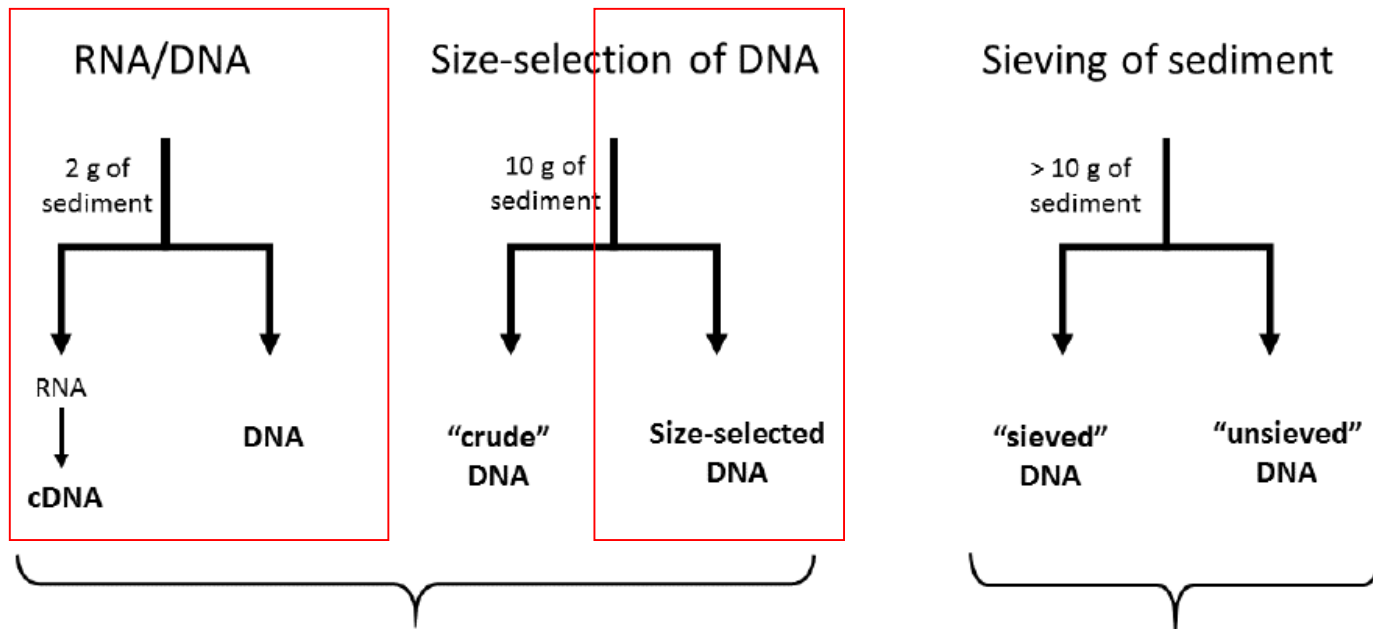 RNA/DNA
2 g of
sediment
RNA
cDNA
DNA
Size-selection of DNA
10 g of
sediment
“crude”
DNA
Size-selected
DNA
Sieving of sediment
> 10 g of
sediment
“sieved”
DNA
“unsieved”
DNA